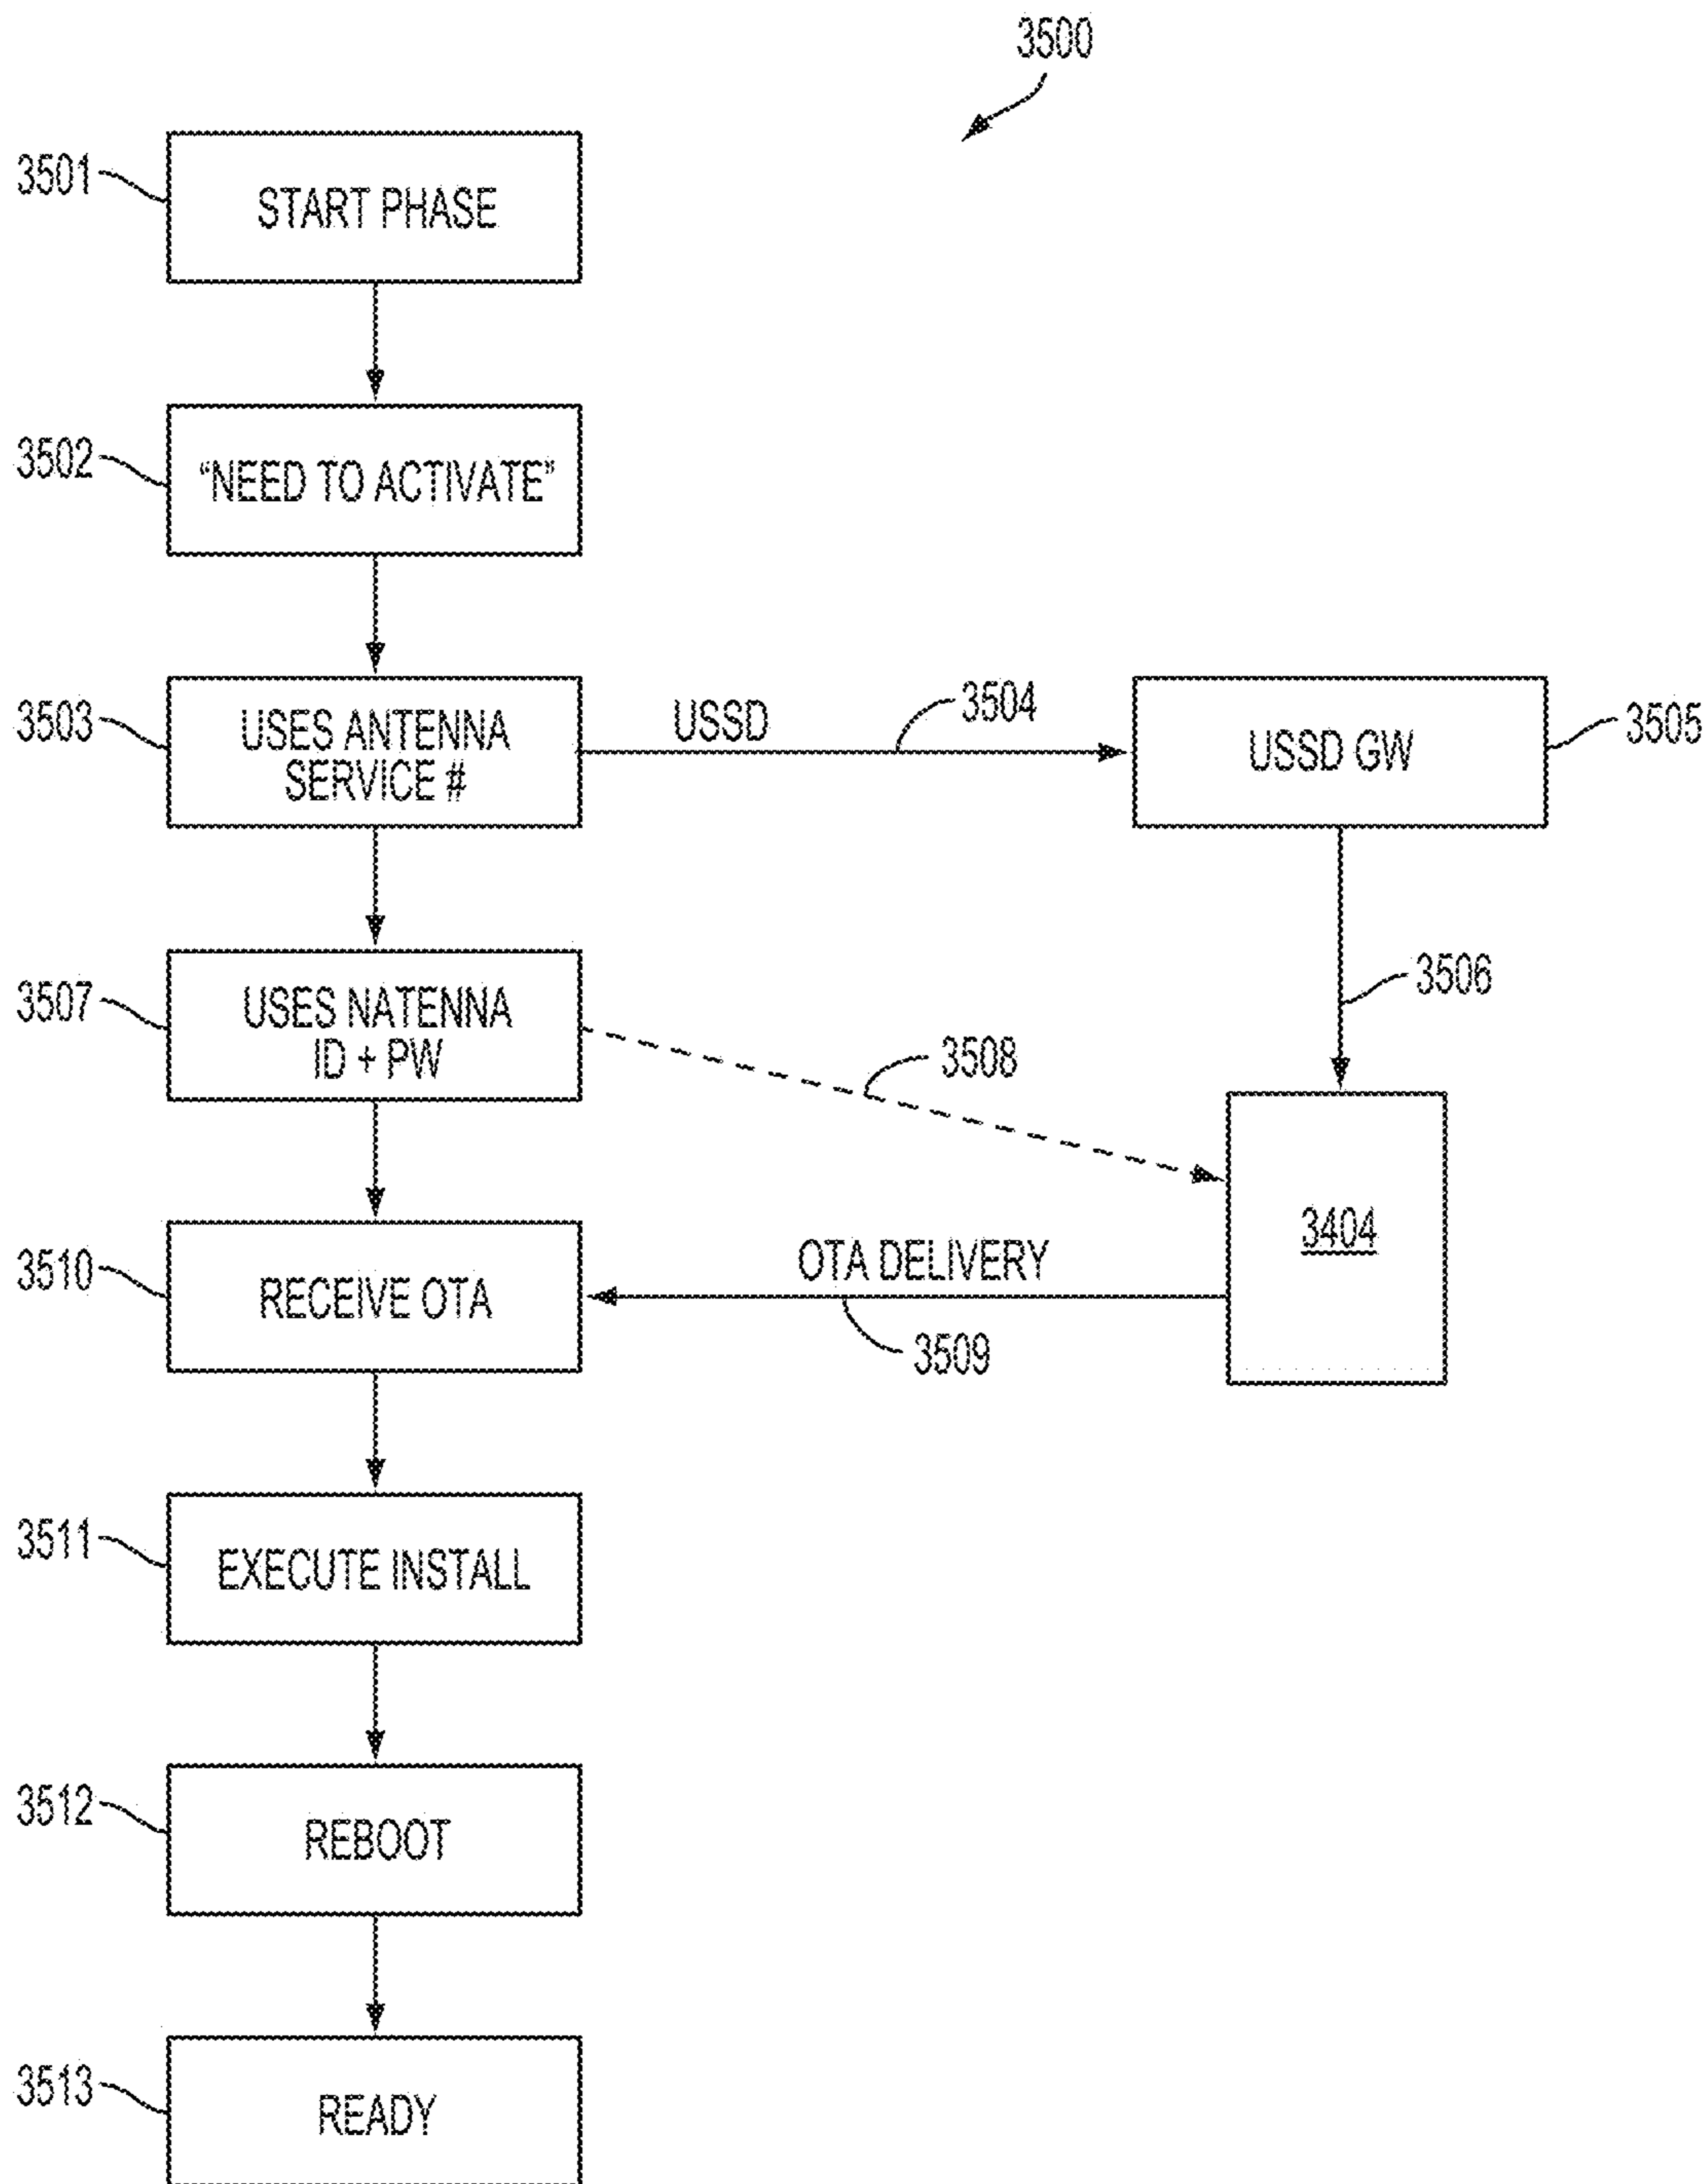 3500
3501
START PHASE
3502
“NEED TO ACTIVATE”
3503
USES ANTENNA
SERVICE #
USSD
3504
USSD GW
3505
3506
3507
USES NATENNA
ID + PW
3508
3404
3510
RECEIVE OTA
OTA DELIVERY
3509
3511
EXECUTE INSTALL
3512
REBOOT
3513
READY